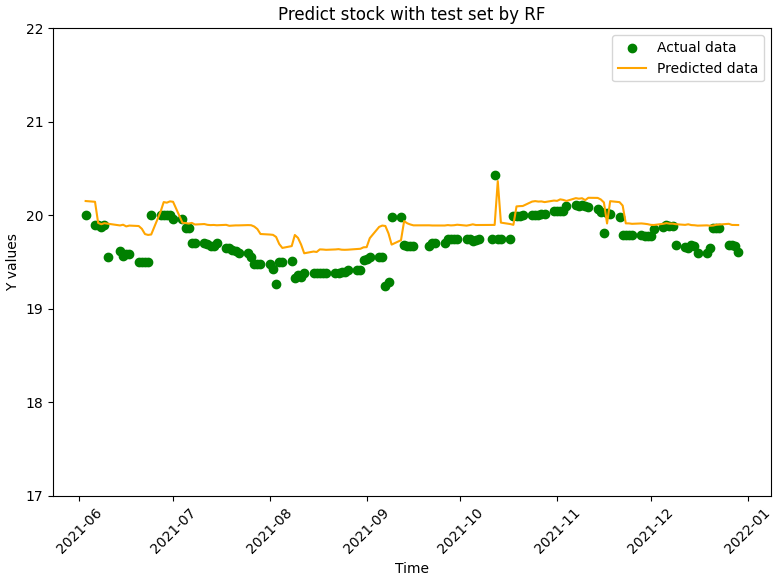 Predict stock with test set by RF
Actual data
Predicted data
Y values
22
21
20
19
18
17
2021-06
2021-07
2021-08
2021-09
2021-10
2021-11
2021-12
2022-01
Time